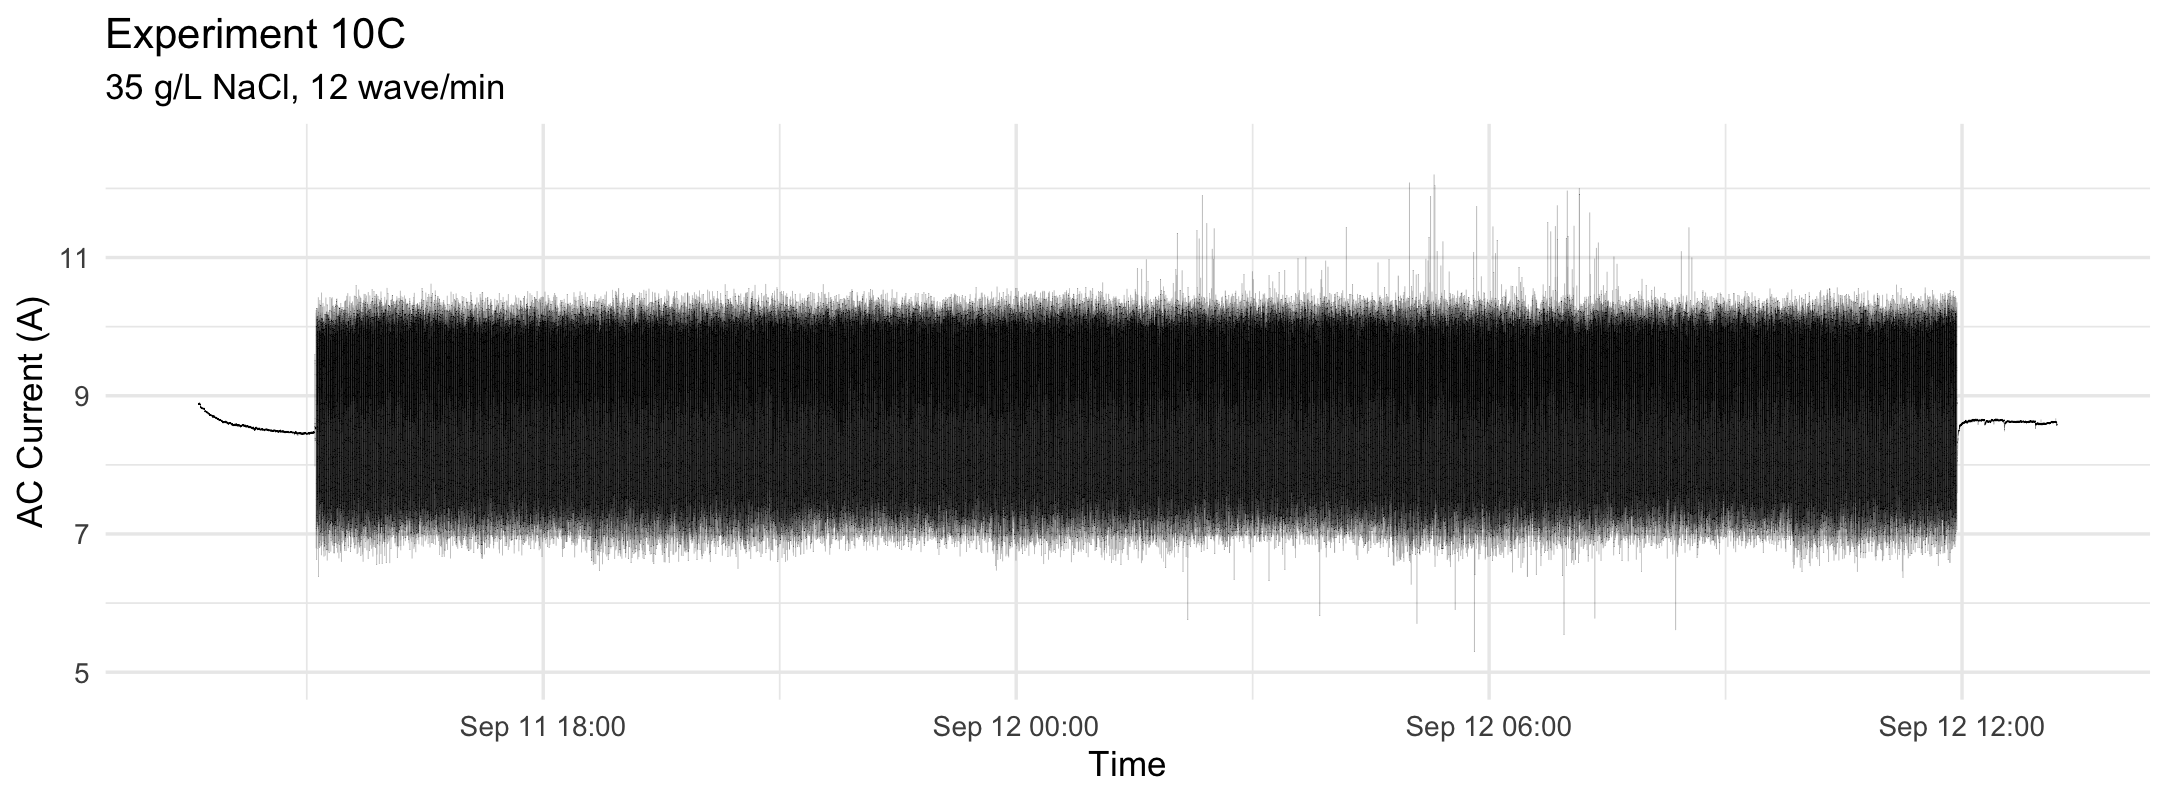 Experiment 10C
35 g/L NaCl, 12 wave/min
AC Current (A)
11
9
7
5
Sep 11 18:00 Sep 12 00:00 Sep 12 06:00 Sep 12 12:00
Time